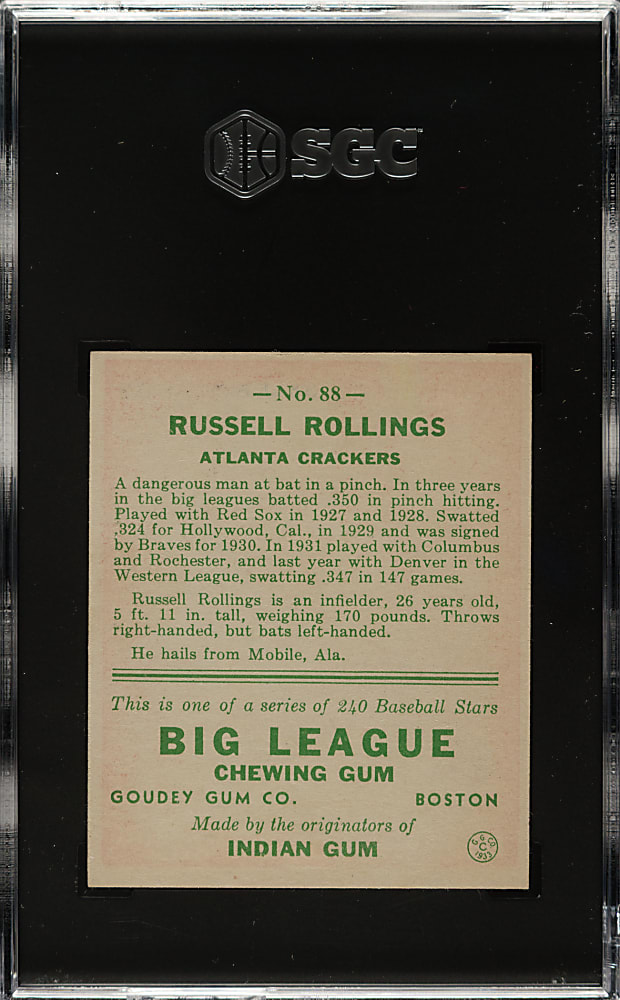 SGC
—No. 88—
RUSSELL ROLLINGS
ATLANTA CRACKERS
A dangerous man at bat in a pinch. In three years
in the big leagues batted .350 in pinch hitting.
Played with Red Sox in 1927 and 1928. Swatted
.324 for Hollywood, Cal., in 1929 and was signed
by Braves for 1930. In 1931 played with Columbus
and Rochester, and last year with Denver in the
Western League, swatting .347 in 147 games.
Russell Rollings is an infielder, 26 years old,
5 ft. 11 in. tall, weighing 170 pounds. Throws
right-handed, but bats left-handed.
He hails from Mobile, Ala.
This is one of a series of 240 Baseball Stars
BIG LEAGUE
CHEWING GUM
GOUDEY GUM CO. BOSTON
Made by the originators of
INDIAN GUM
G. G. CO.
C
1933